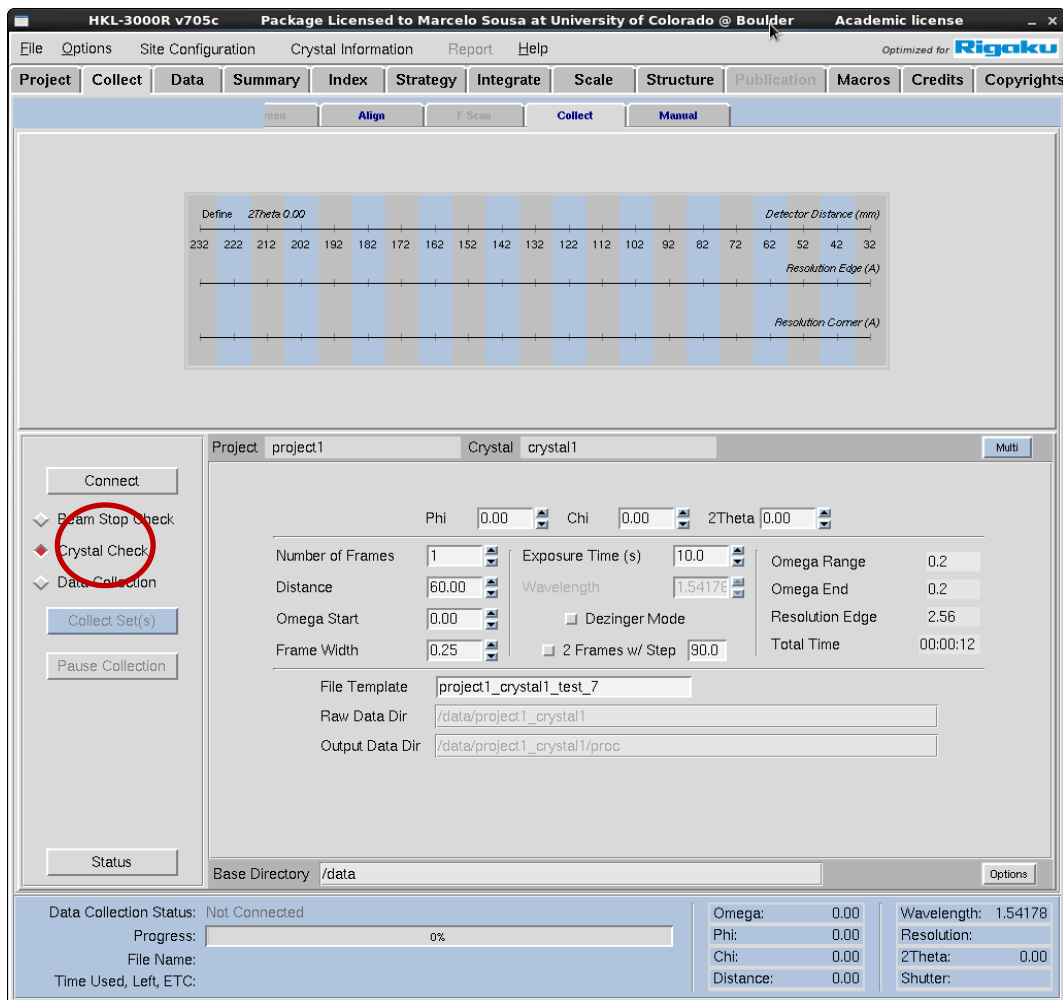 HKL-3000R v705c Package Licensed to Marcelo Sousa at University of Colorado @ Boulder Academic license
File Options Site Configuration Crystal Information Report Help Optimized for Rigaku
Project Collect Data Summary Index Strategy Integrate Scale Structure Publication Macros Credits Copyrights
Align F Scan Collect Manual
Define 2Theta 0.00 Detector Distance (mm)
232 222 212 202 192 182 172 162 152 142 132 122 112 102 92 82 72 62 52 42 32
Resolution Edge (A)
Resolution Corner (A)
Project project1 Crystal crystal1 Multi
Connect
Beam Stop Check
Crystal Check
Data Collection
Collect Set(s)
Pause Collection
Status
Phi 0.00 Chi 0.00 2Theta 0.00
Number of Frames 1 Exposure Time (s) 10.0 Omega Range 0.2
Distance 60.00 Wavelength 1.54178 Omega End 0.2
Omega Start 0.00 Dezinger Mode Resolution Edge 2.56
Frame Width 0.25 2 Frames w/ Step 90.0 Total Time 00:00:12
File Template project1_crystal1_test_7
Raw Data Dir /data/project1_crystal1
Output Data Dir /data/project1_crystal1/proc
Base Directory /data Options
Data Collection Status: Not Connected
Progress: 0%
File Name:
Time Used, Left, ETC:
Omega: 0.00
Phi: 0.00
Chi: 0.00
Distance: 0.00
Wavelength: 1.54178
Resolution:
2Theta: 0.00
Shutter: